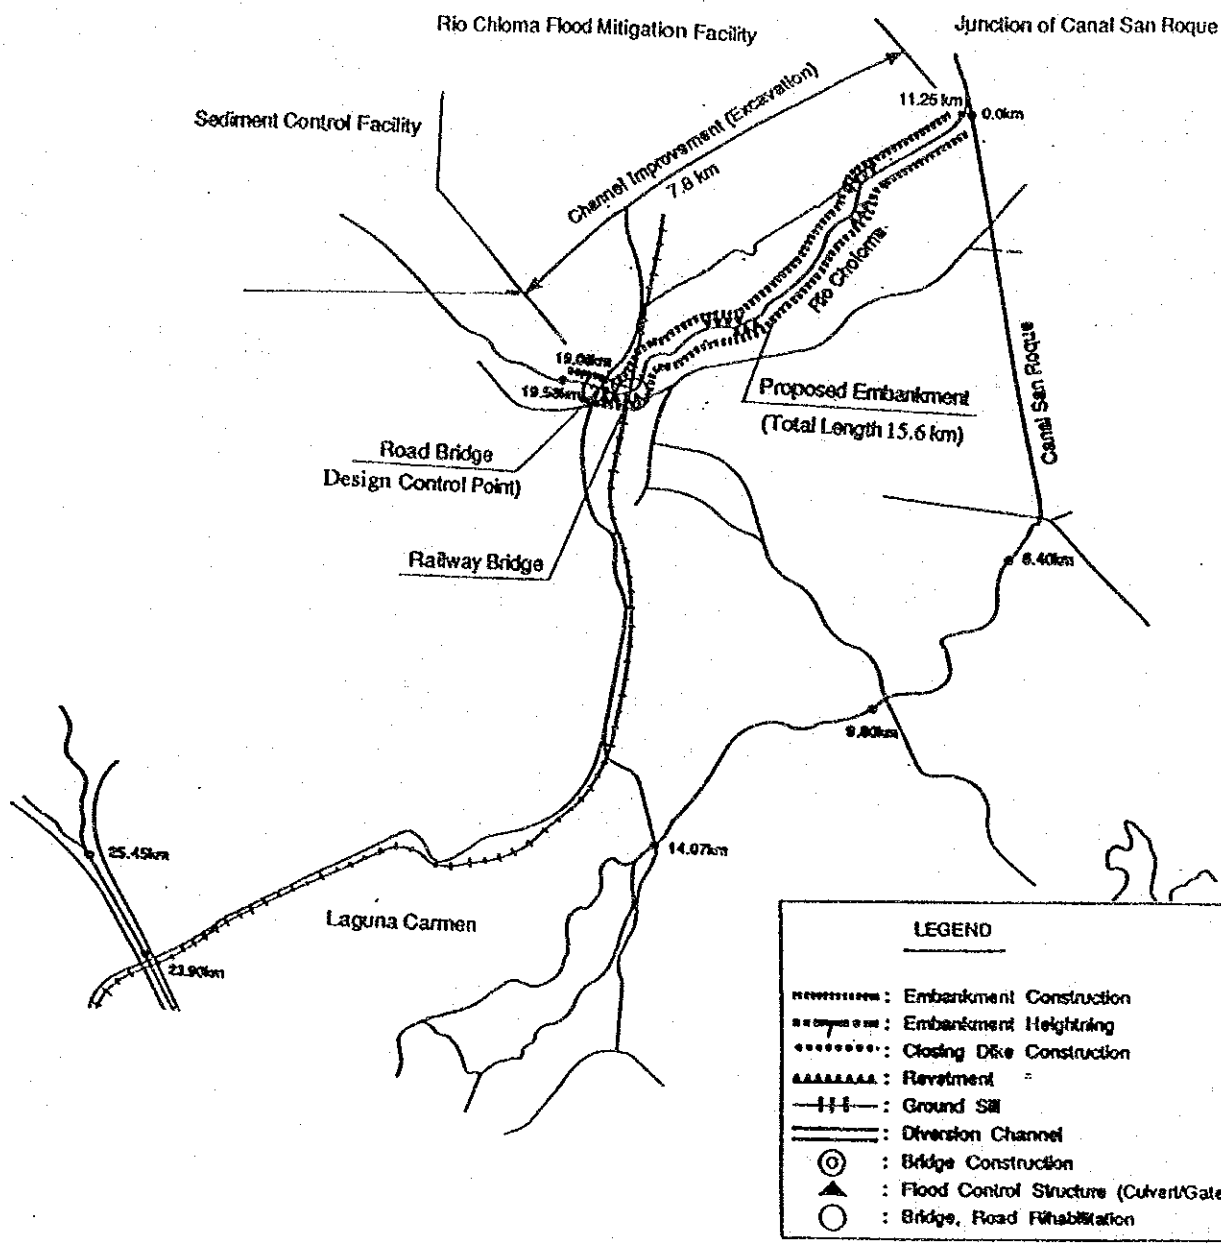 Rio Chloma Flood Mitigation Facility
Junction of Canal San Roque
Sediment Control Facility
Channel Improvement (Excavation)
7.8 km
11.25 km
0.0km
Rio Choloma
Canal San Roque
19.08km
19.53km
Proposed Embankment
(Total Length 15.6 km)
Road Bridge
Design Control Point)
Railway Bridge
6.40km
9.80km
14.07km
25.45km
23.90km
Laguna Carmen
LEGEND
: Embankment Construction
: Embankment Heightning
: Closing Dike Construction
: Revetment "
: Ground Sill
: Diversion Channel
: Bridge Construction
: Flood Control Structure (Culvert/Gate
: Bridge, Road Rihabilitation